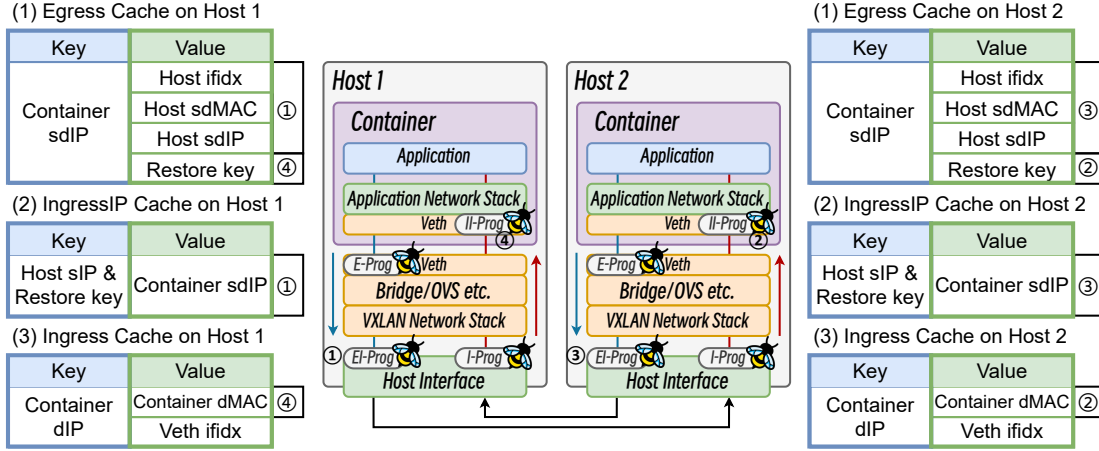 (1) Egress Cache on Host 1
Key
Value
Container
sdIP
Host ifidx
Host sdMAC
Host sdIP
①
Restore key
④
(2) IngressIP Cache on Host 1
Key
Value
Host sIP &
Restore key
Container sdIP
①
(3) Ingress Cache on Host 1
Key
Value
Container
dIP
Container dMAC
④
Veth ifidx
Host 1
Container
Application
Application Network Stack
Veth
II-Prog
④
E-Prog
Veth
Bridge/OVS etc.
VXLAN Network Stack
①
EI-Prog
I-Prog
Host Interface
Host 2
Container
Application
Application Network Stack
Veth
II-Prog
②
E-Prog
Veth
Bridge/OVS etc.
VXLAN Network Stack
③
EI-Prog
I-Prog
Host Interface
(1) Egress Cache on Host 2
Key
Value
Container
sdIP
Host ifidx
Host sdMAC
Host sdIP
③
Restore key
②
(2) IngressIP Cache on Host 2
Key
Value
Host sIP &
Restore key
Container sdIP
③
(3) Ingress Cache on Host 2
Key
Value
Container
dIP
Container dMAC
②
Veth ifidx